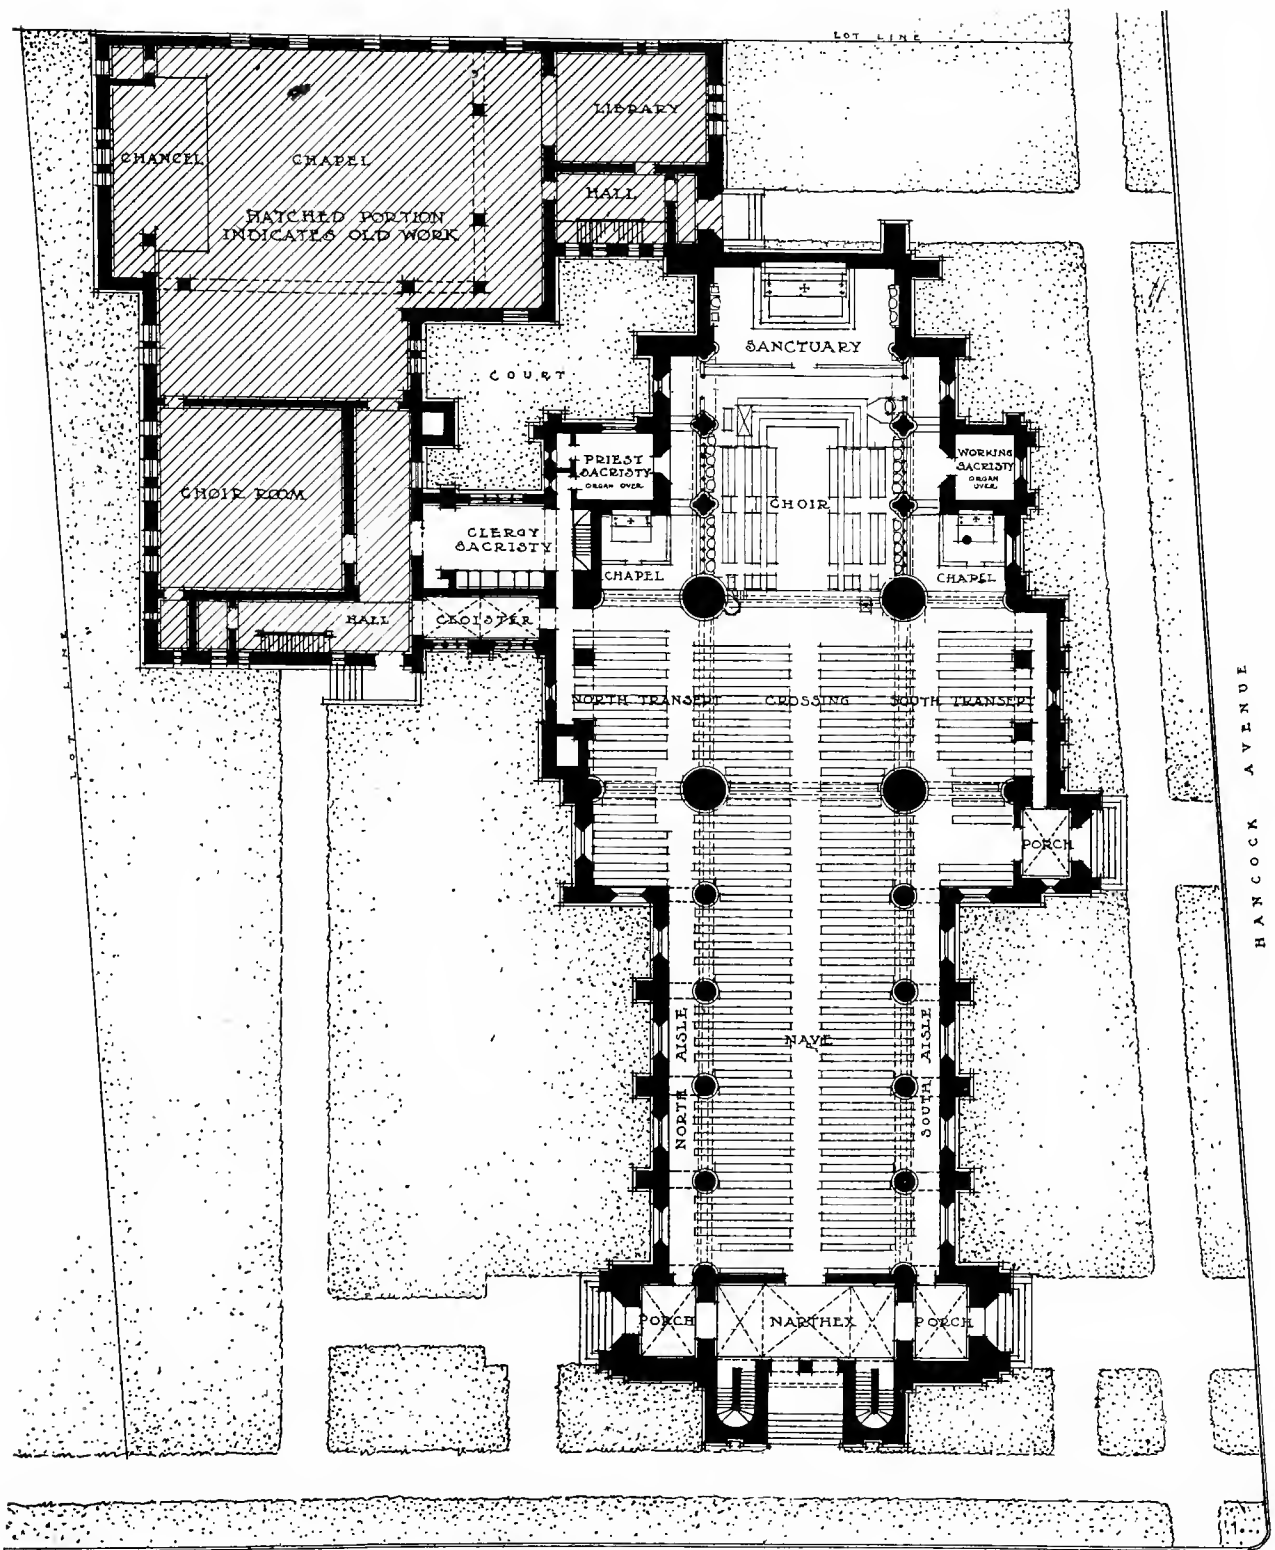 LOT LINE
LIBRARY
CHANCEL
CHAPEL
HALL
HATCHED PORTION
INDICATES OLD WORK
SANCTUARY
COURT
PRIEST
SACRISTY
ORGAN OVER
WORKING
SACRISTY
ORGAN
OVER
CHOIR ROOM
CHOIR
CLERGY
SACRISTY
CHAPEL
CHAPEL
HALL
CLOISTER
LOT LINE
NORTH TRANSEPT
CROSSING
SOUTH TRANSEPT
HANCOCK AVENUE
PORCH
NORTH AISLE
NAVE
SOUTH AISLE
PORCH
NARTHEX
PORCH